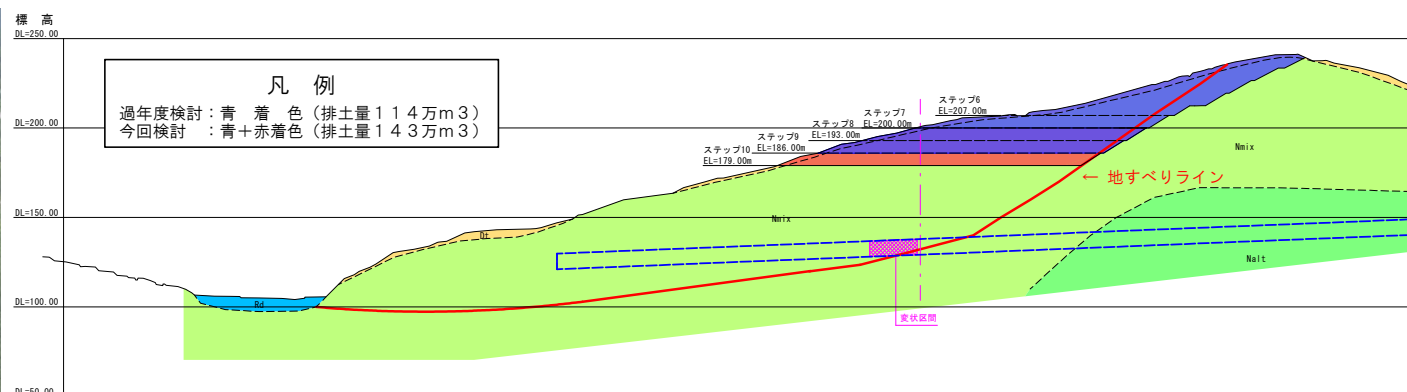 標 高
DL=250.00
凡 例
過年度検討：青 着 色（排土量１１４万ｍ３）
今回検討 ：青＋赤着色（排土量１４３万ｍ３）
ステップ6
EL=207.00m
ステップ7
EL=200.00m
DL=200.00
ステップ8
EL=193.00m
ステップ9
EL=186.00m
ステップ10
EL=179.00m
Nmix
← 地すべりライン
DL=150.00
Nmix
Dt
Nalt
DL=100.00
Rd
変状区間
DL=50.00